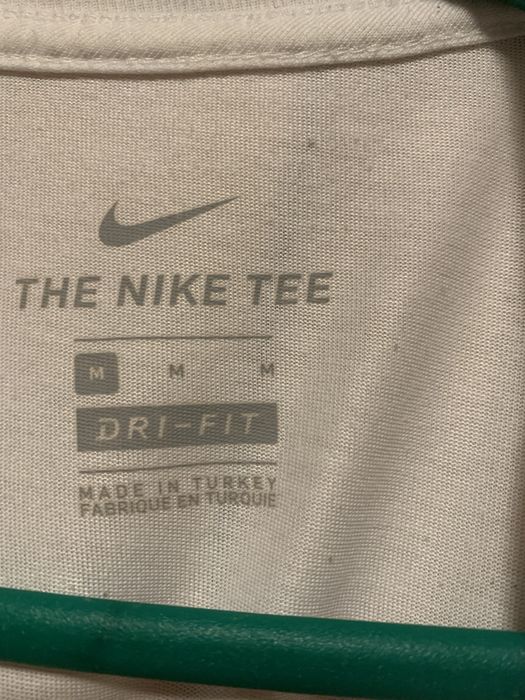 THE NIKE TEE
M M M
DRI-FIT
MADE IN TURKEY
FABRIQUE EN TURQUIE